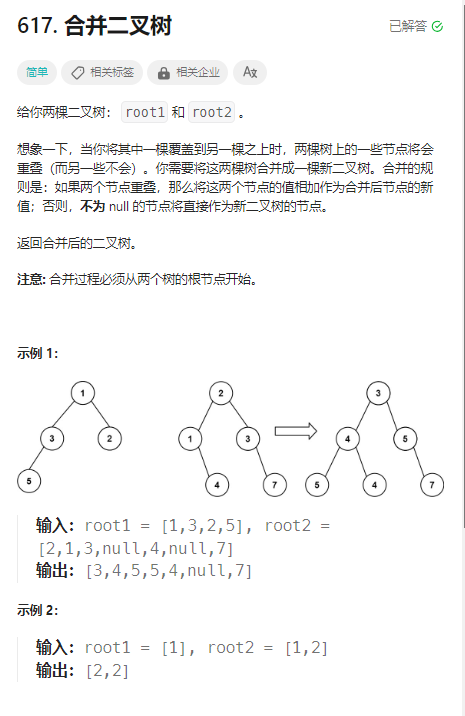 617. 合并二叉树
已解答
简单 相关标签 相关企业 Aあ
给你两棵二叉树： root1 和 root2 。
想象一下，当你将其中一棵覆盖到另一棵之上时，两棵树上的一些节点将会
重叠（而另一些不会）。你需要将这两棵树合并成一棵新二叉树。合并的规
则是：如果两个节点重叠，那么将这两个节点的值相加作为合并后节点的新
值；否则，不为 null 的节点将直接作为新二叉树的节点。
返回合并后的二叉树。
注意: 合并过程必须从两个树的根节点开始。
示例 1：
1 2 3
3 2 1 3 4 5
5 4 7 5 4 7
输入：root1 = [1,3,2,5], root2 =
[2,1,3,null,4,null,7]
输出：[3,4,5,5,4,null,7]
示例 2：
输入：root1 = [1], root2 = [1,2]
输出：[2,2]